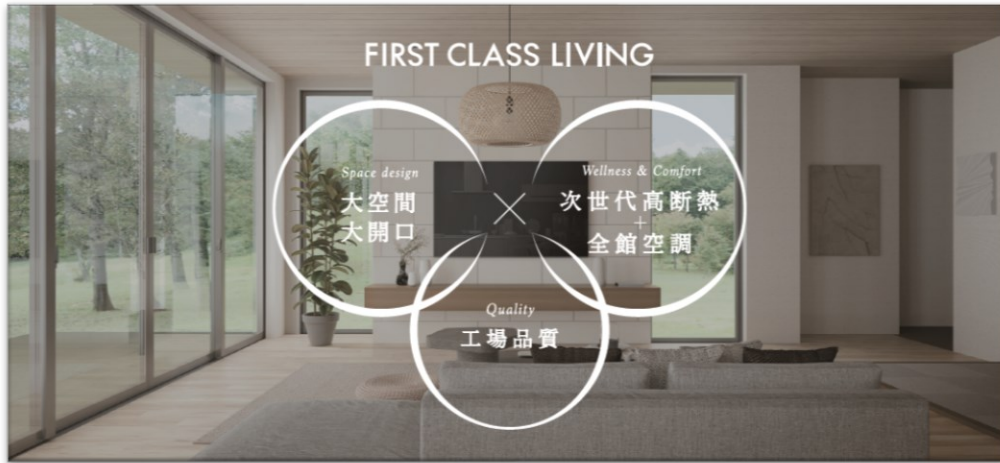 FIRST CLASS LIVING
Space design
大空間
大開口
×
Wellness & Comfort
次世代高断熱
+
全館空調
Quality
工場品質